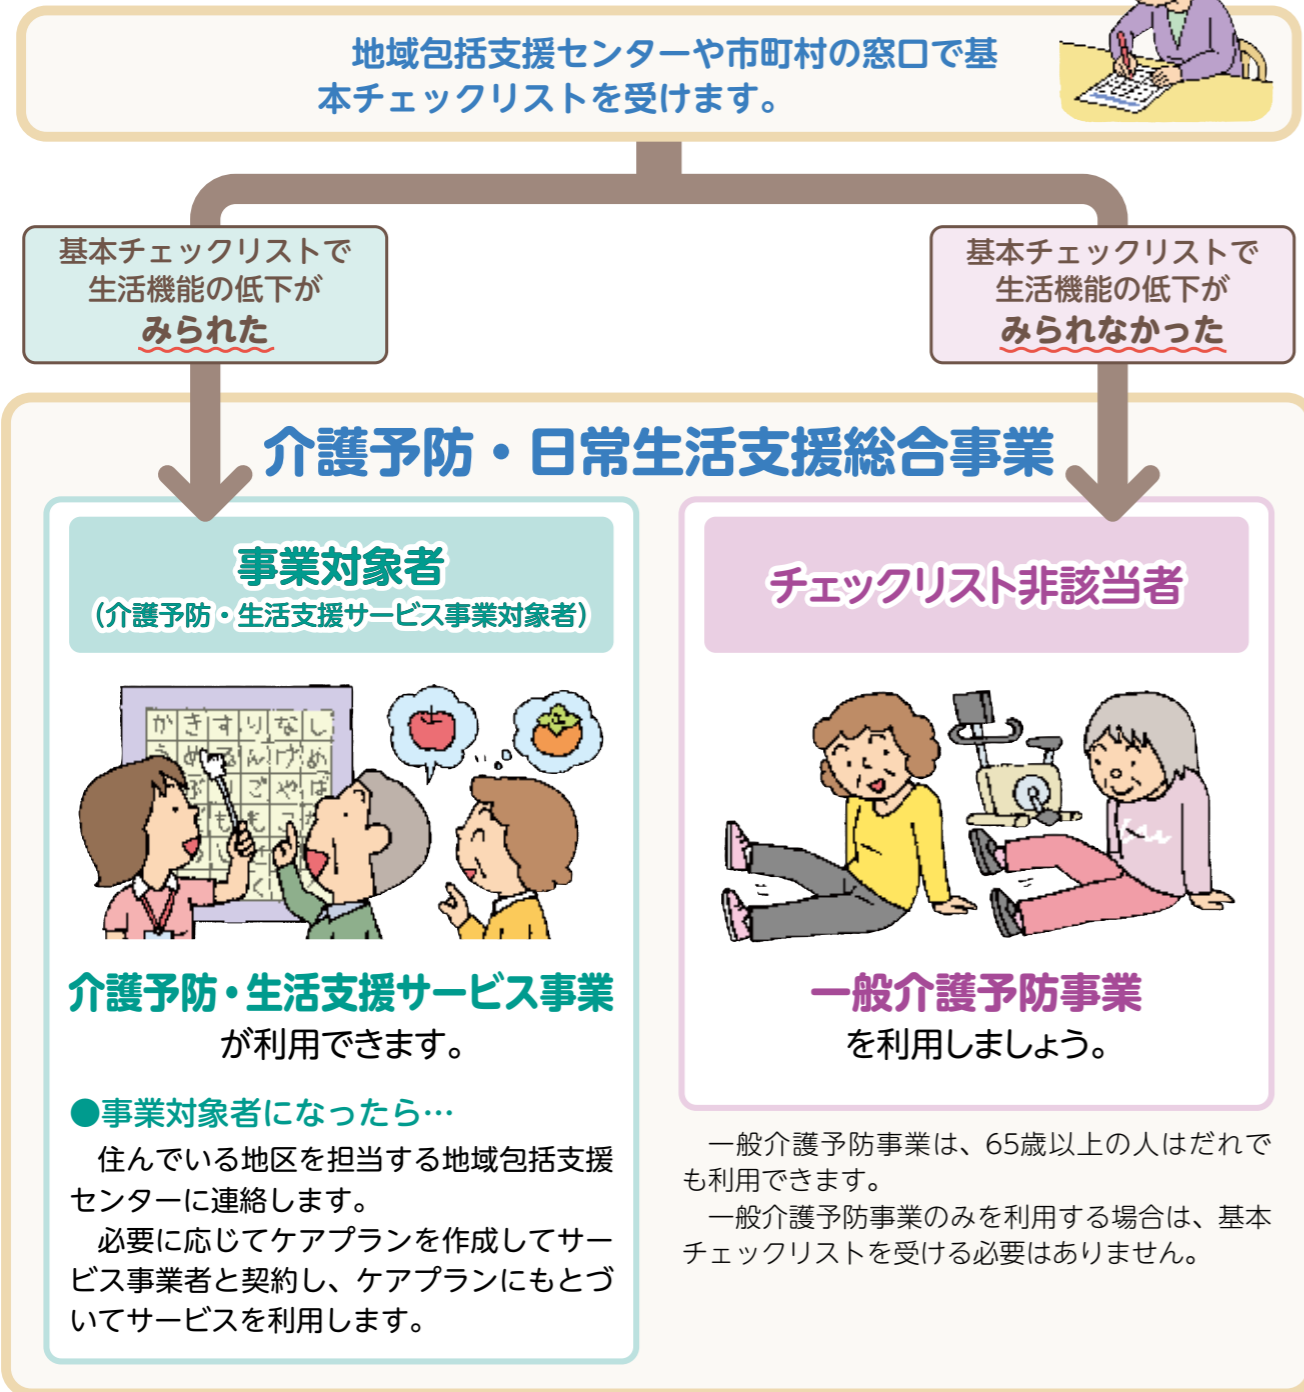 地域包括支援センターや市町村の窓口で基
本チェックリストを受けます。
基本チェックリストで
生活機能の低下が
みられた
基本チェックリストで
生活機能の低下が
みられなかった
介護予防・日常生活支援総合事業
事業対象者
（介護予防・生活支援サービス事業対象者）
かきすりなし
介護予防・生活支援サービス事業
が利用できます。
●事業対象者になったら…
住んでいる地区を担当する地域包括支援
センターに連絡します。
必要に応じてケアプランを作成してサー
ビス事業者と契約し、ケアプランにもとづ
いてサービスを利用します。
チェックリスト非該当者
一般介護予防事業
を利用しましょう。
一般介護予防事業は、65歳以上の人はだれで
も利用できます。
一般介護予防事業のみを利用する場合は、基本
チェックリストを受ける必要はありません。